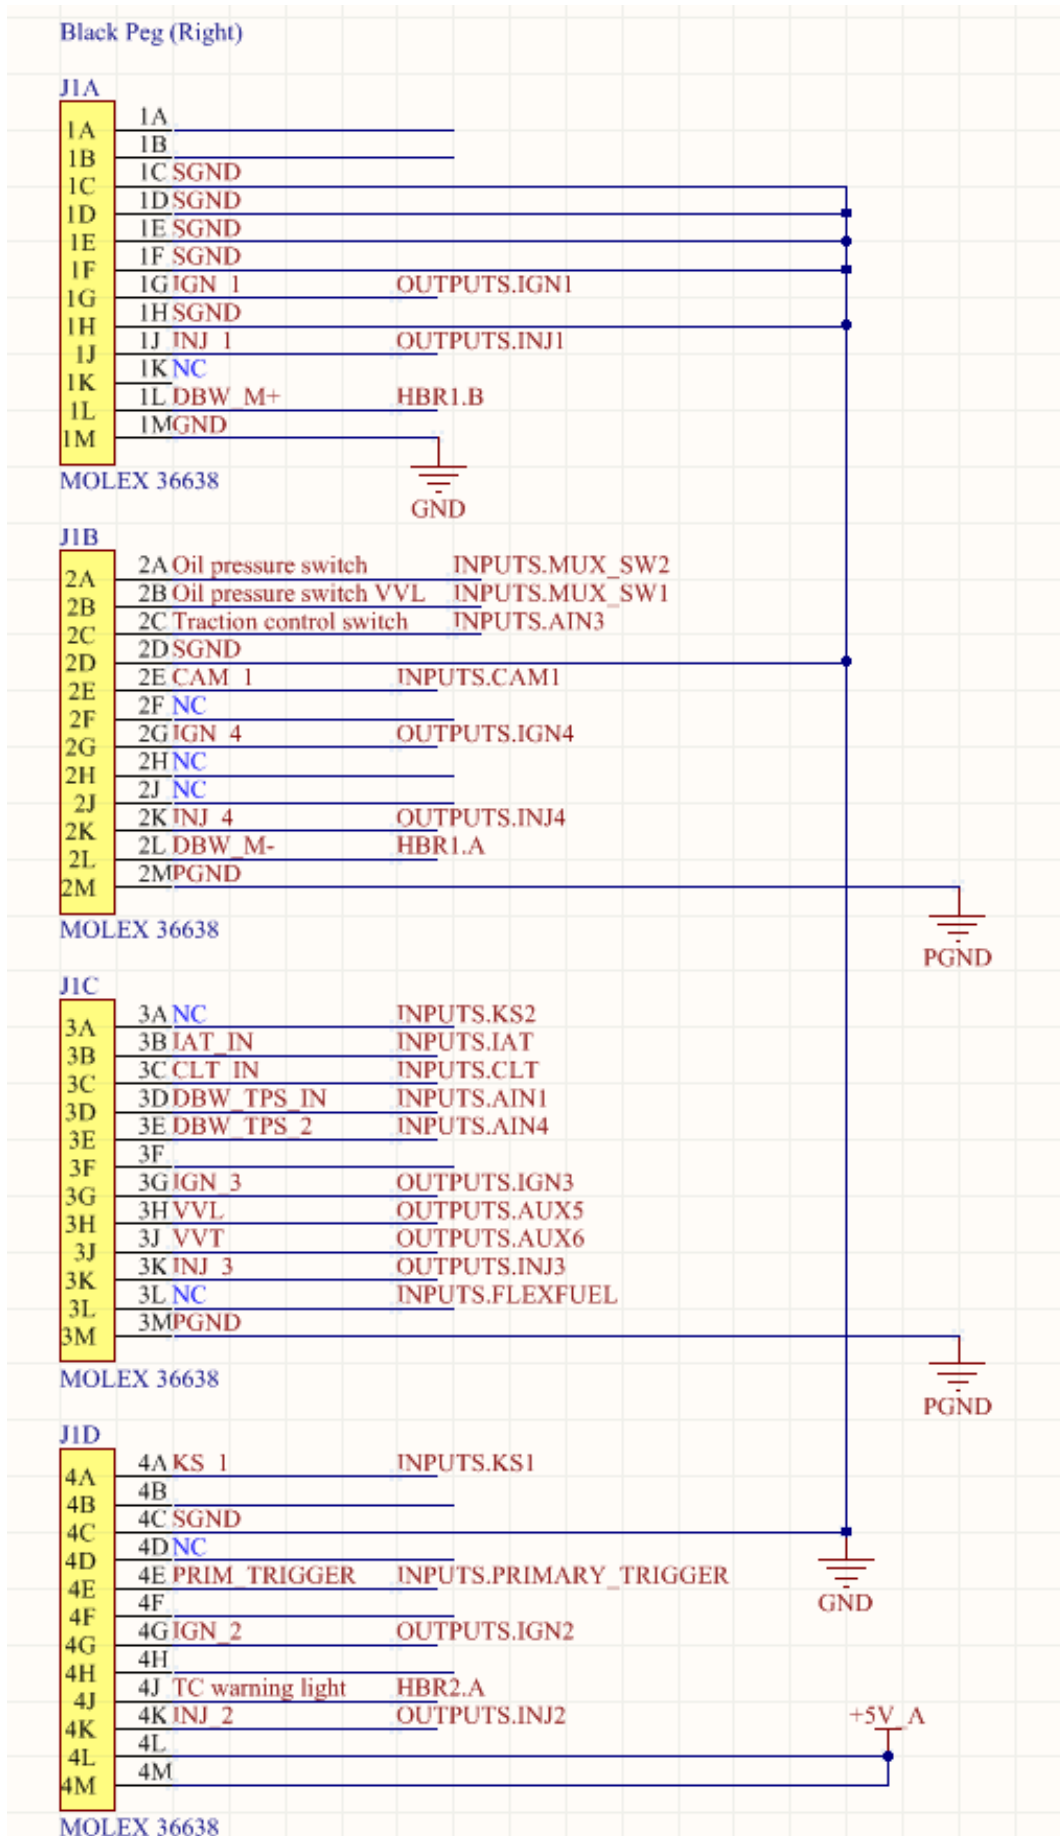 Black Peg (Right)
J1A
1A 1A
1B 1B
1C 1C SGND
1D 1D SGND
1E 1E SGND
1F 1F SGND
1G 1G IGN_1 OUTPUTS.IGN1
1H 1H SGND
1J 1J INJ_1 OUTPUTS.INJ1
1K 1K NC
1L 1L DBW_M+ HBR1.B
1M 1M GND
MOLEX 36638
GND
J1B
2A 2A Oil pressure switch INPUTS.MUX_SW2
2B 2B Oil pressure switch VVL INPUTS.MUX_SW1
2C 2C Traction control switch INPUTS.AIN3
2D 2D SGND
2E 2E CAM_1 INPUTS.CAM1
2F 2F NC
2G 2G IGN_4 OUTPUTS.IGN4
2H 2H NC
2J 2J NC
2K 2K INJ_4 OUTPUTS.INJ4
2L 2L DBW_M- HBR1.A
2M 2M PGND
MOLEX 36638
PGND
J1C
3A 3A NC INPUTS.KS2
3B 3B IAT_IN INPUTS.IAT
3C 3C CLT_IN INPUTS.CLT
3D 3D DBW_TPS_IN INPUTS.AIN1
3E 3E DBW_TPS_2 INPUTS.AIN4
3F 3F
3G 3G IGN_3 OUTPUTS.IGN3
3H 3H VVL OUTPUTS.AUX5
3J 3J VVT OUTPUTS.AUX6
3K 3K INJ_3 OUTPUTS.INJ3
3L 3L NC INPUTS.FLEXFUEL
3M 3M PGND
MOLEX 36638
PGND
J1D
4A 4A KS_1 INPUTS.KS1
4B 4B
4C 4C SGND
4D 4D NC
4E 4E PRIM_TRIGGER INPUTS.PRIMARY_TRIGGER
4F 4F
GND
4G 4G IGN_2 OUTPUTS.IGN2
4H 4H
4J 4J TC warning light HBR2.A
4K 4K INJ_2 OUTPUTS.INJ2
+5V_A
4L 4L
4M 4M
MOLEX 36638